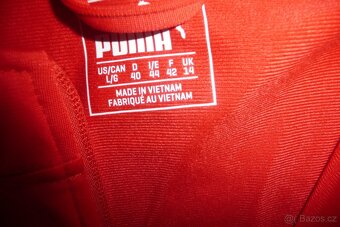 PUMA
US/CAN D I/E F UK
L/G 40 44 42 14
MADE IN VIETNAM
FABRIQUÉ AU VIETNAM
Bazos.cz